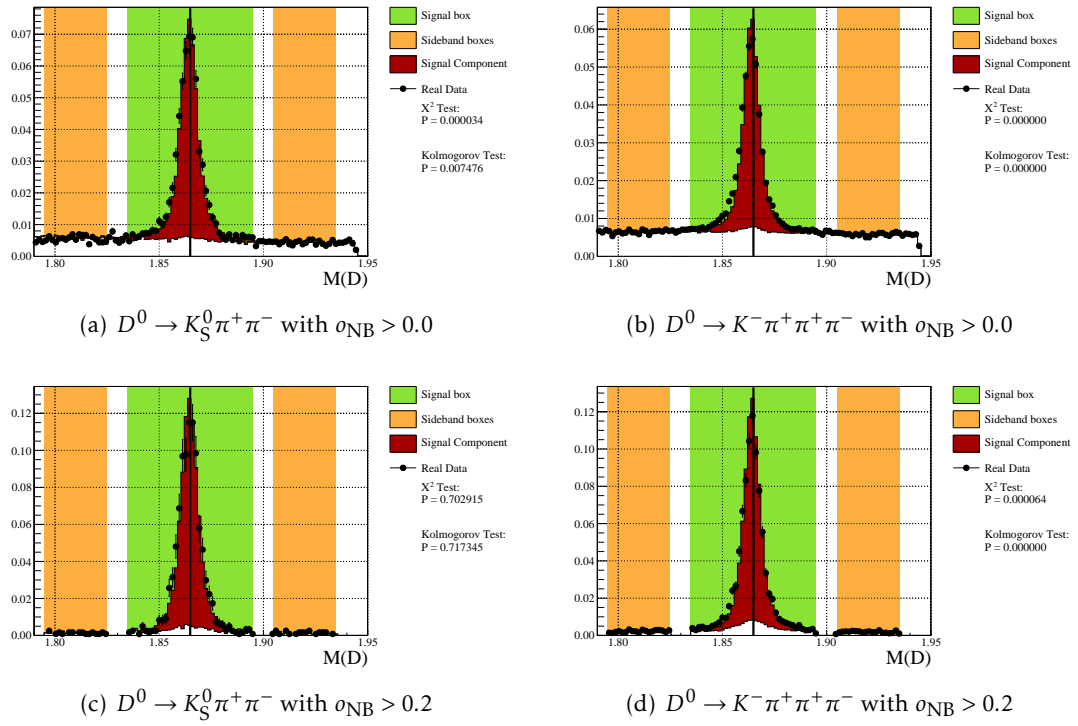 0.07
0.06
0.05
0.04
0.03
0.02
0.01
0.00
1.80
1.85
1.90
1.95
M(D)
Signal box
Sideband boxes
Signal Component
Real Data
X² Test:
P = 0.000034
Kolmogorov Test:
P = 0.007476
(a) D⁰ → K⁰_S π⁺π⁻ with o_NB > 0.0
0.06
0.05
0.04
0.03
0.02
0.01
0.00
1.80
1.85
1.90
1.95
M(D)
Signal box
Sideband boxes
Signal Component
Real Data
X² Test:
P = 0.000000
Kolmogorov Test:
P = 0.000000
(b) D⁰ → K⁻π⁺π⁺π⁻ with o_NB > 0.0
0.12
0.10
0.08
0.06
0.04
0.02
0.00
1.80
1.85
1.90
1.95
M(D)
Signal box
Sideband boxes
Signal Component
Real Data
X² Test:
P = 0.702915
Kolmogorov Test:
P = 0.717345
(c) D⁰ → K⁰_S π⁺π⁻ with o_NB > 0.2
0.12
0.10
0.08
0.06
0.04
0.02
0.00
1.80
1.85
1.90
1.95
M(D)
Signal box
Sideband boxes
Signal Component
Real Data
X² Test:
P = 0.000064
Kolmogorov Test:
P = 0.000000
(d) D⁰ → K⁻π⁺π⁺π⁻ with o_NB > 0.2